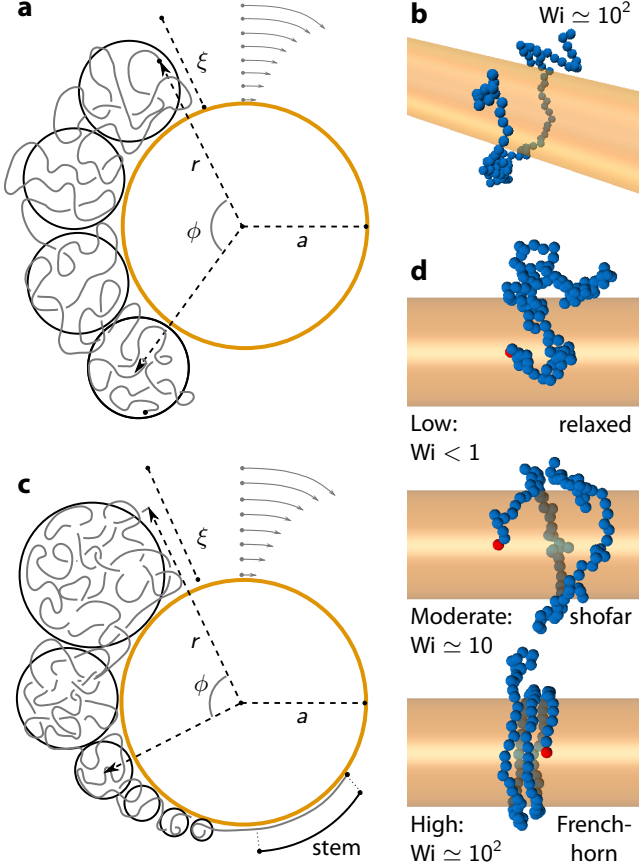 a
ξ
r
ϕ
a
b
Wi ≃ 10²
c
ξ
r
ϕ
a
stem
d
Low: relaxed
Wi < 1
Moderate: shofar
Wi ≃ 10
High: French-
Wi ≃ 10² horn